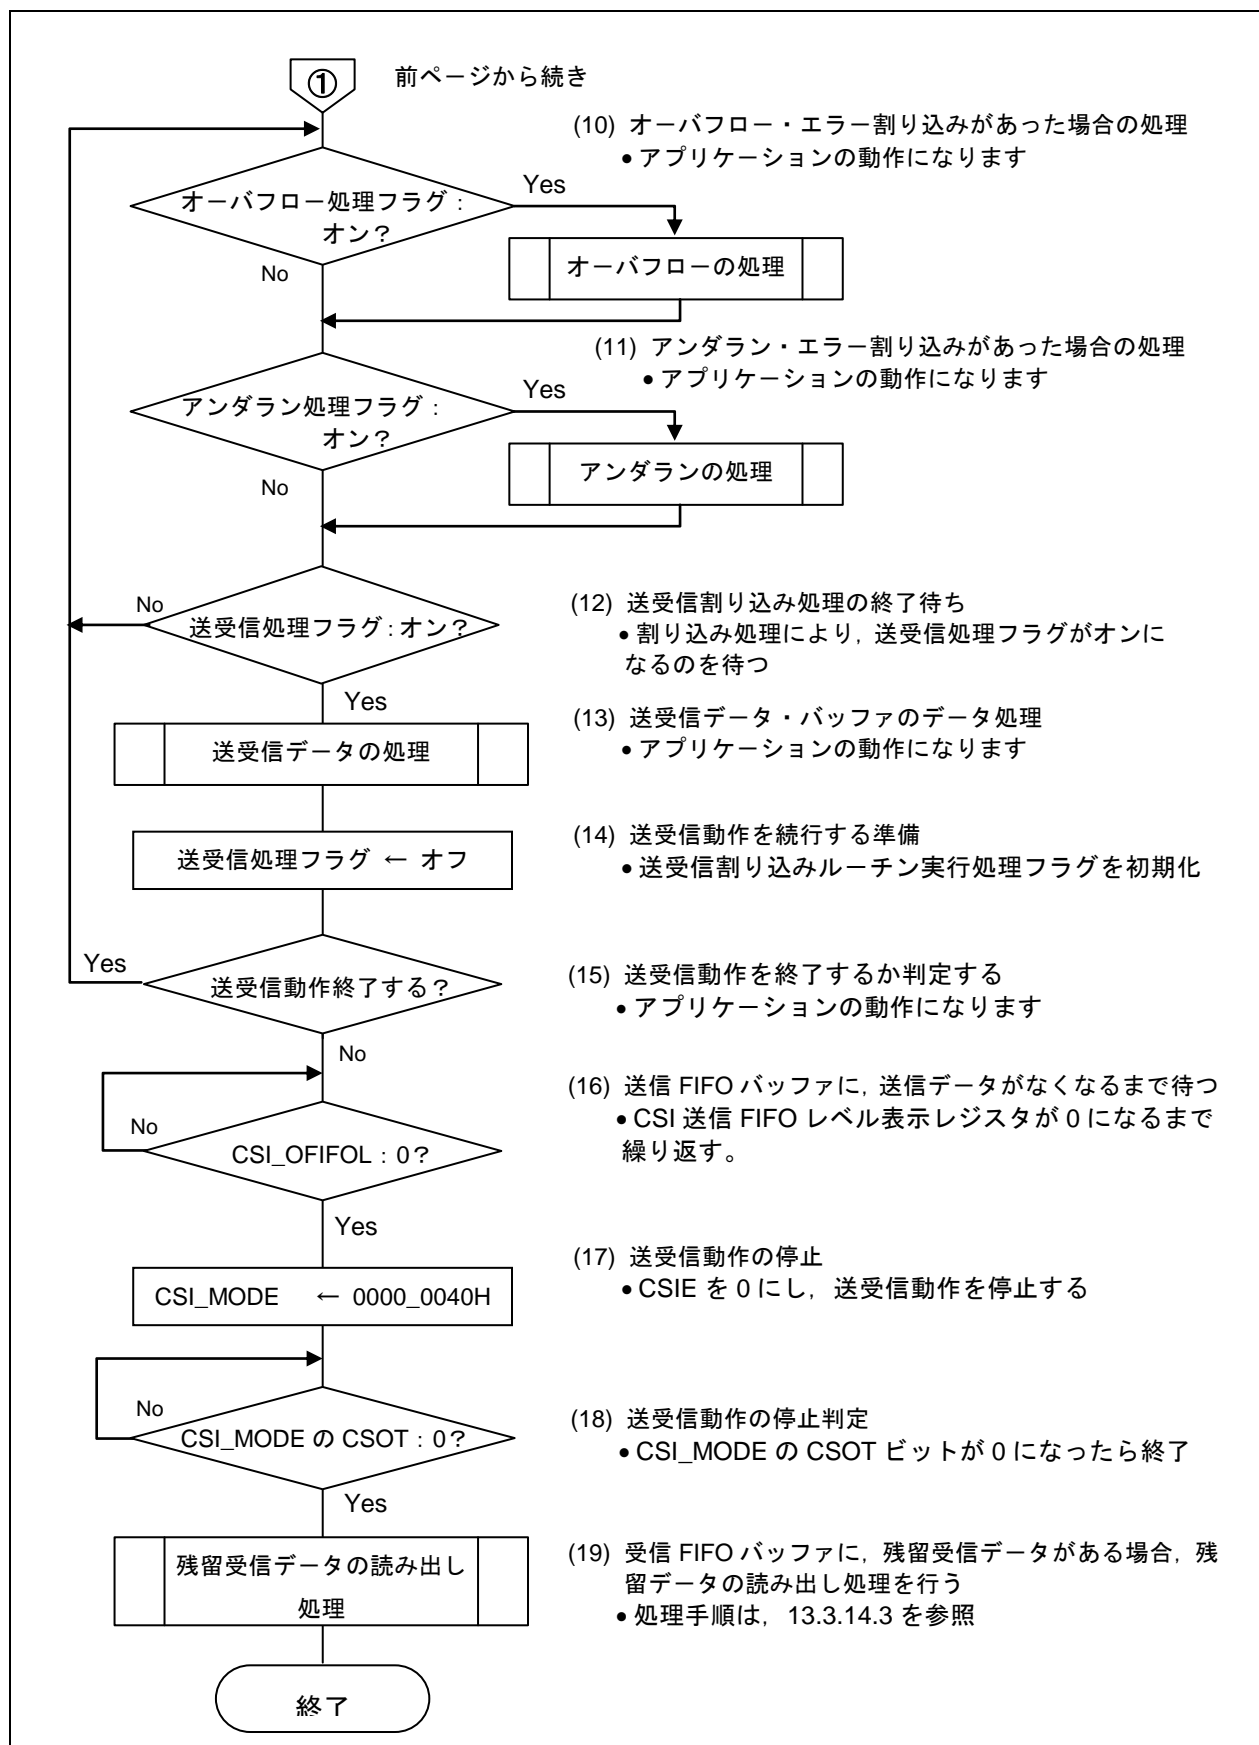 ① 前ページから続き
(10) オーバフロー・エラー割り込みがあった場合の処理
• アプリケーションの動作になります
オーバフロー処理フラグ：
オン？
Yes
No
オーバフローの処理
(11) アンダラン・エラー割り込みがあった場合の処理
• アプリケーションの動作になります
アンダラン処理フラグ：
オン？
Yes
No
アンダランの処理
No
送受信処理フラグ：オン？
Yes
(12) 送受信割り込み処理の終了待ち
• 割り込み処理により，送受信処理フラグがオンに
なるのを待つ
送受信データの処理
(13) 送受信データ・バッファのデータ処理
• アプリケーションの動作になります
送受信処理フラグ ← オフ
(14) 送受信動作を続行する準備
• 送受信割り込みルーチン実行処理フラグを初期化
Yes
送受信動作終了する？
No
(15) 送受信動作を終了するか判定する
• アプリケーションの動作になります
No
CSI_OFIFOL：0？
Yes
(16) 送信 FIFO バッファに，送信データがなくなるまで待つ
• CSI 送信 FIFO レベル表示レジスタが 0 になるまで
繰り返す。
CSI_MODE ← 0000_0040H
(17) 送受信動作の停止
• CSIE を 0 にし，送受信動作を停止する
No
CSI_MODE の CSOT：0？
Yes
(18) 送受信動作の停止判定
• CSI_MODE の CSOT ビットが 0 になったら終了
残留受信データの読み出し
処理
(19) 受信 FIFO バッファに，残留受信データがある場合，残
留データの読み出し処理を行う
• 処理手順は，13.3.14.3 を参照
終了